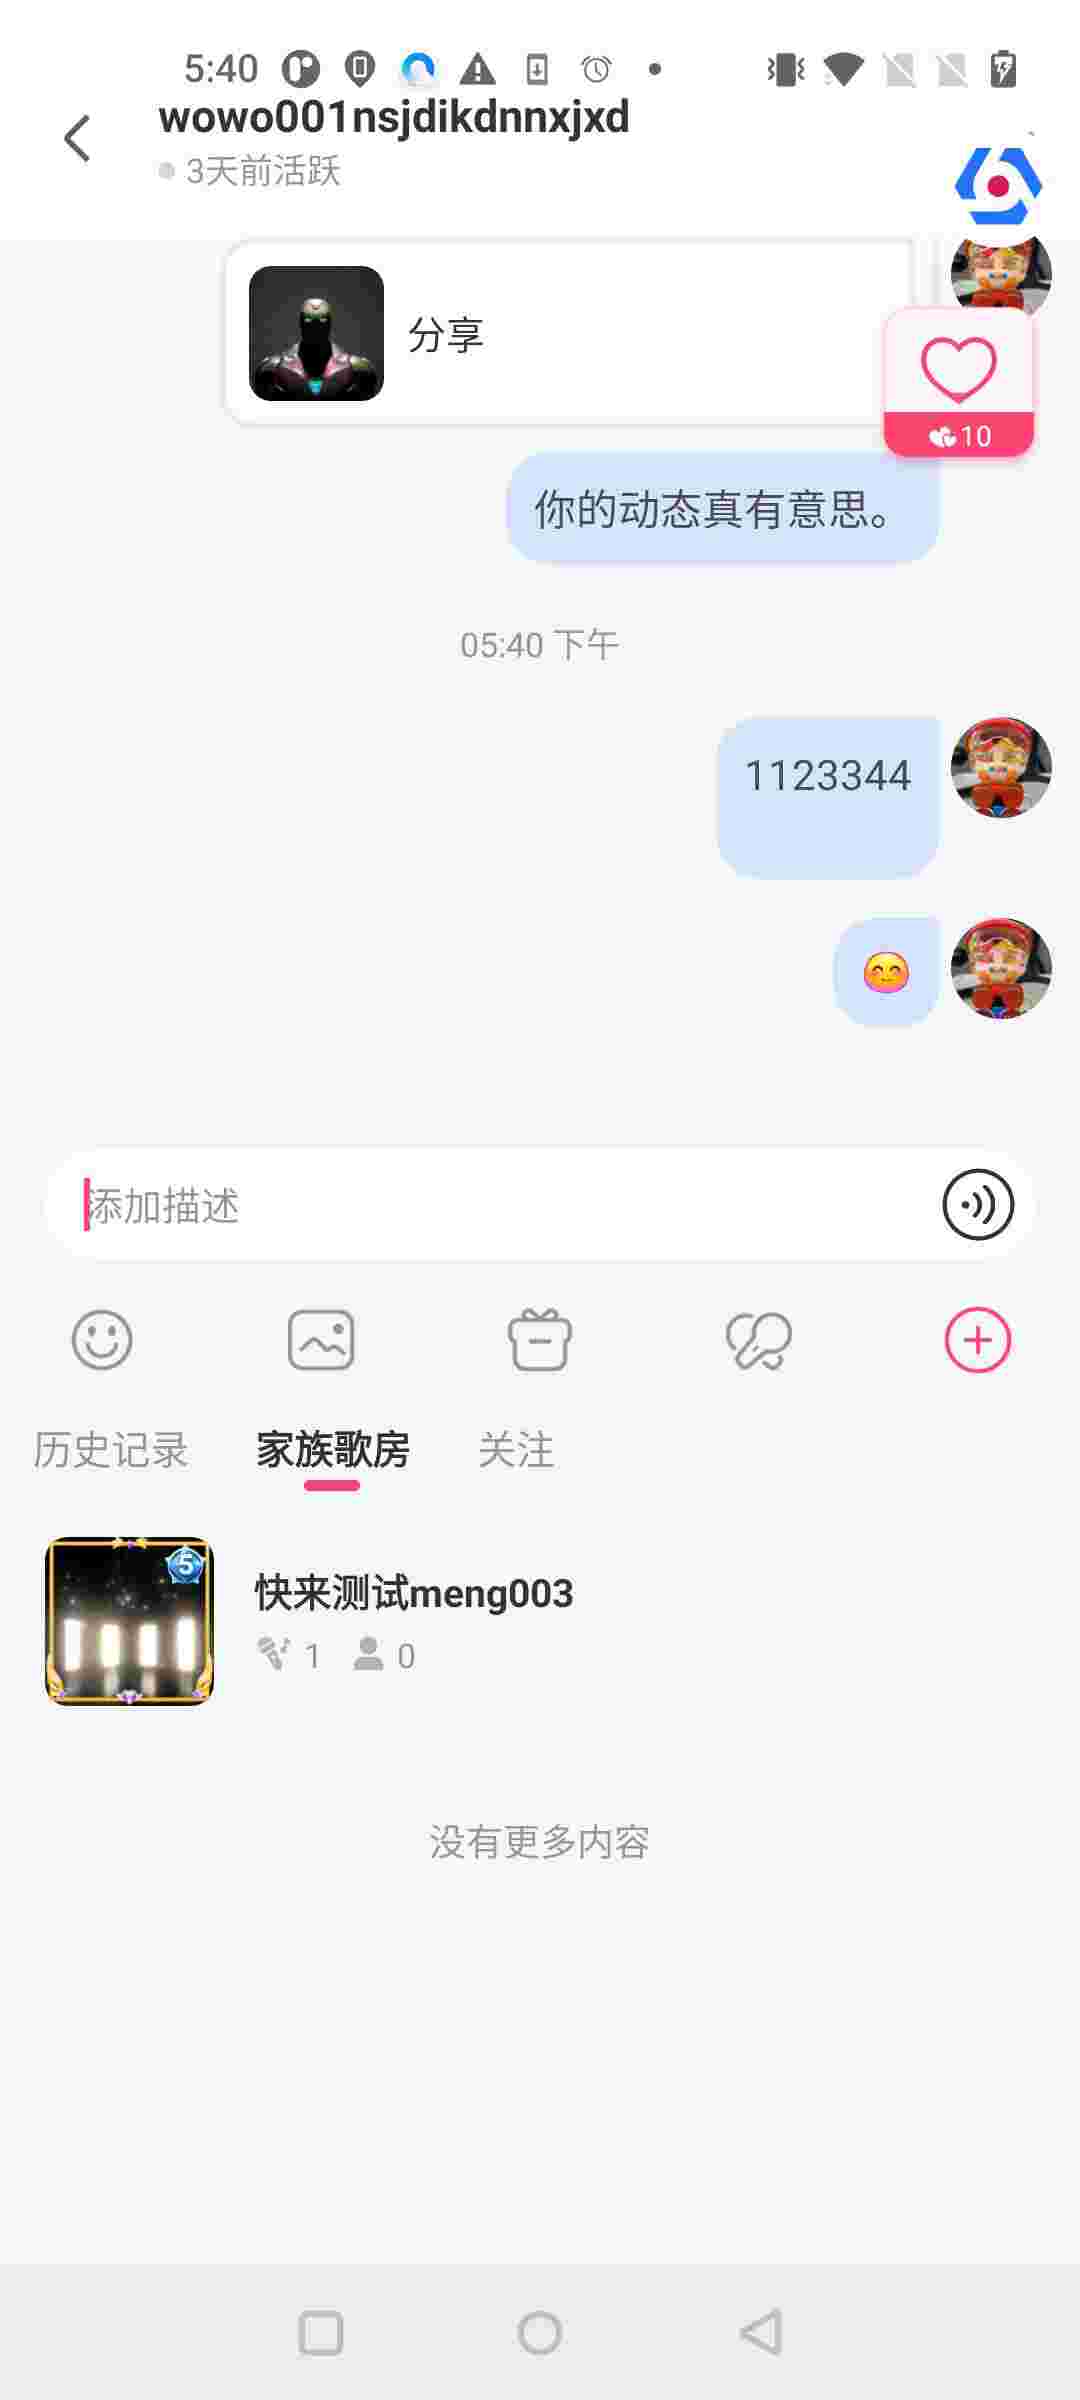 5:40
wowo001nsjdikdnnxjxd
3天前活跃
分享
10
你的动态真有意思。
05:40 下午
1123344
添加描述
历史记录 家族歌房 关注
5
快来测试meng003
1 0
没有更多内容